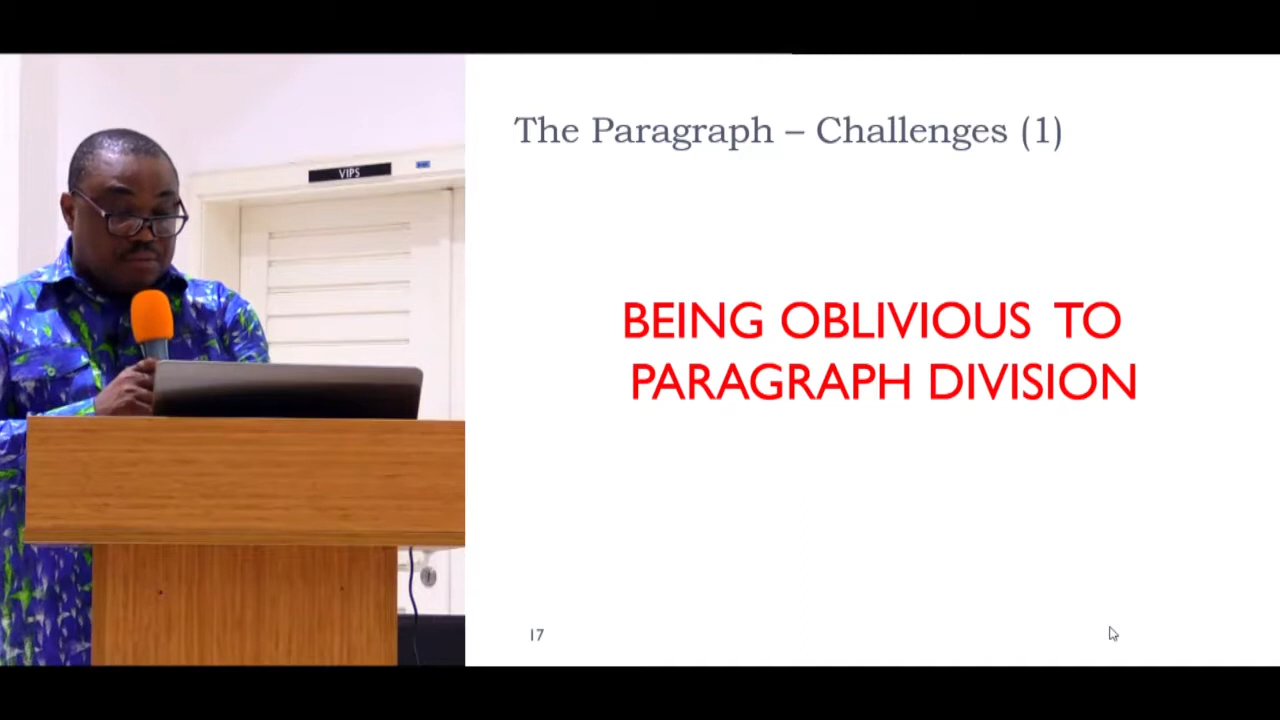 VIPS
The Paragraph – Challenges (1)
BEING OBLIVIOUS TO
PARAGRAPH DIVISION
17